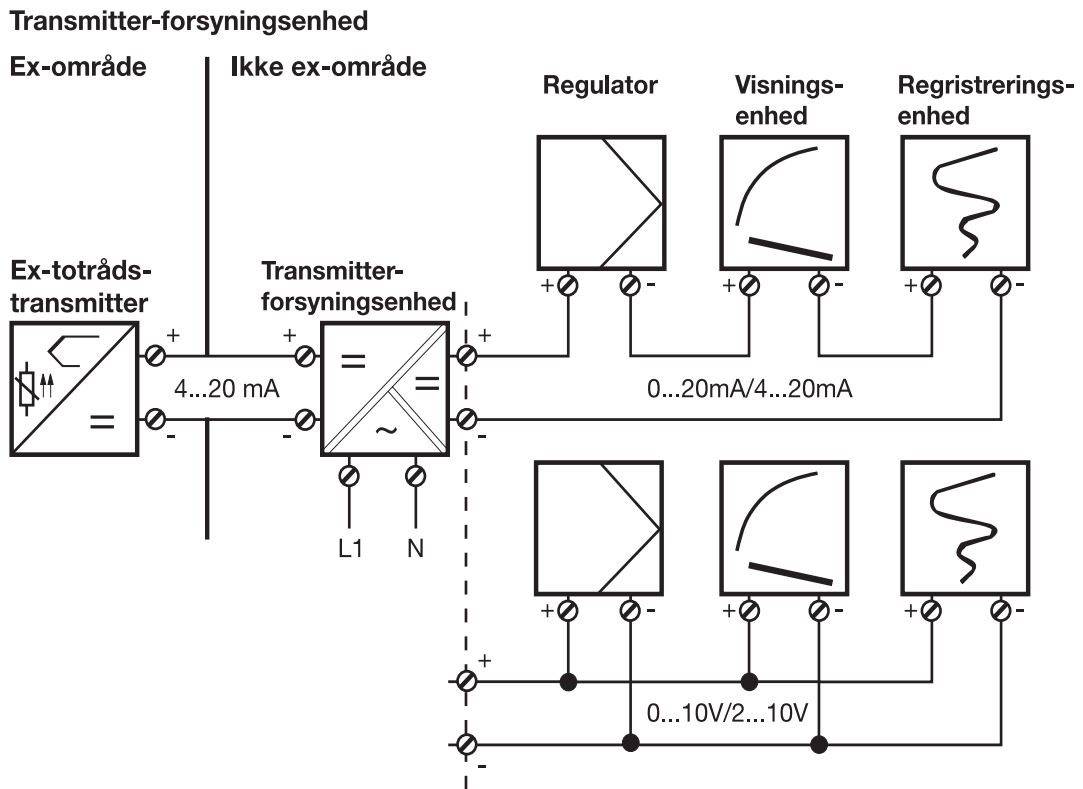 Transmitter-forsyningsenhed
Ex-område
Ikke ex-område
Regulator
Visnings-
enhed
Regristrerings-
enhed
Ex-totråds-
transmitter
Transmitter-
forsyningsenhed
+ - + - + -
+ + +
4...20 mA
0...20mA/4...20mA
- - -
=
= = ~
L1 N
+ - + - + -
+
0...10V/2...10V
-